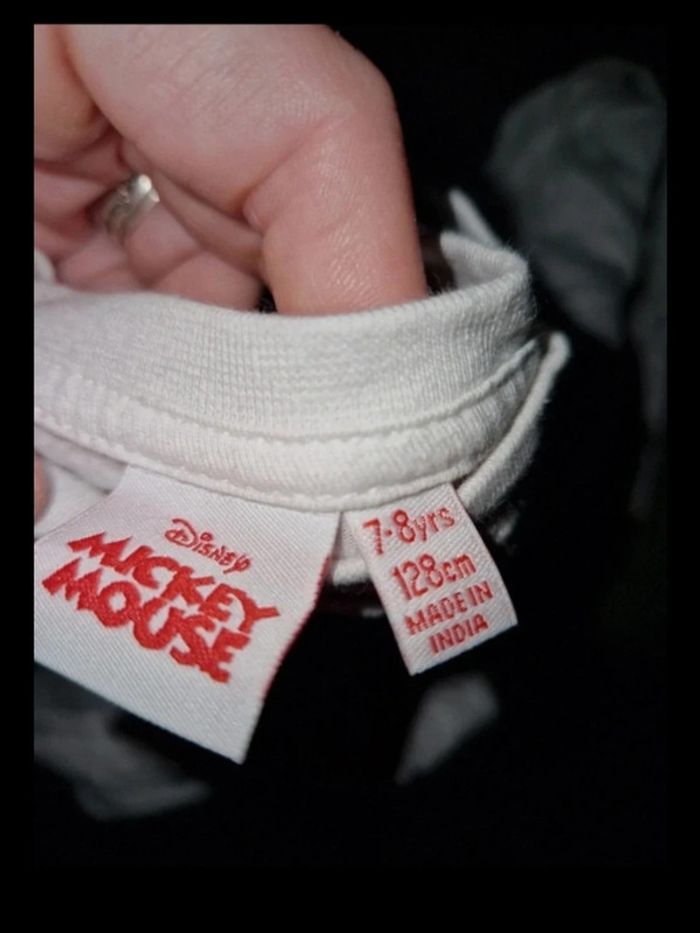 Disney
MICKEY
MOUSE
7-8yrs
128cm
MADE IN
INDIA